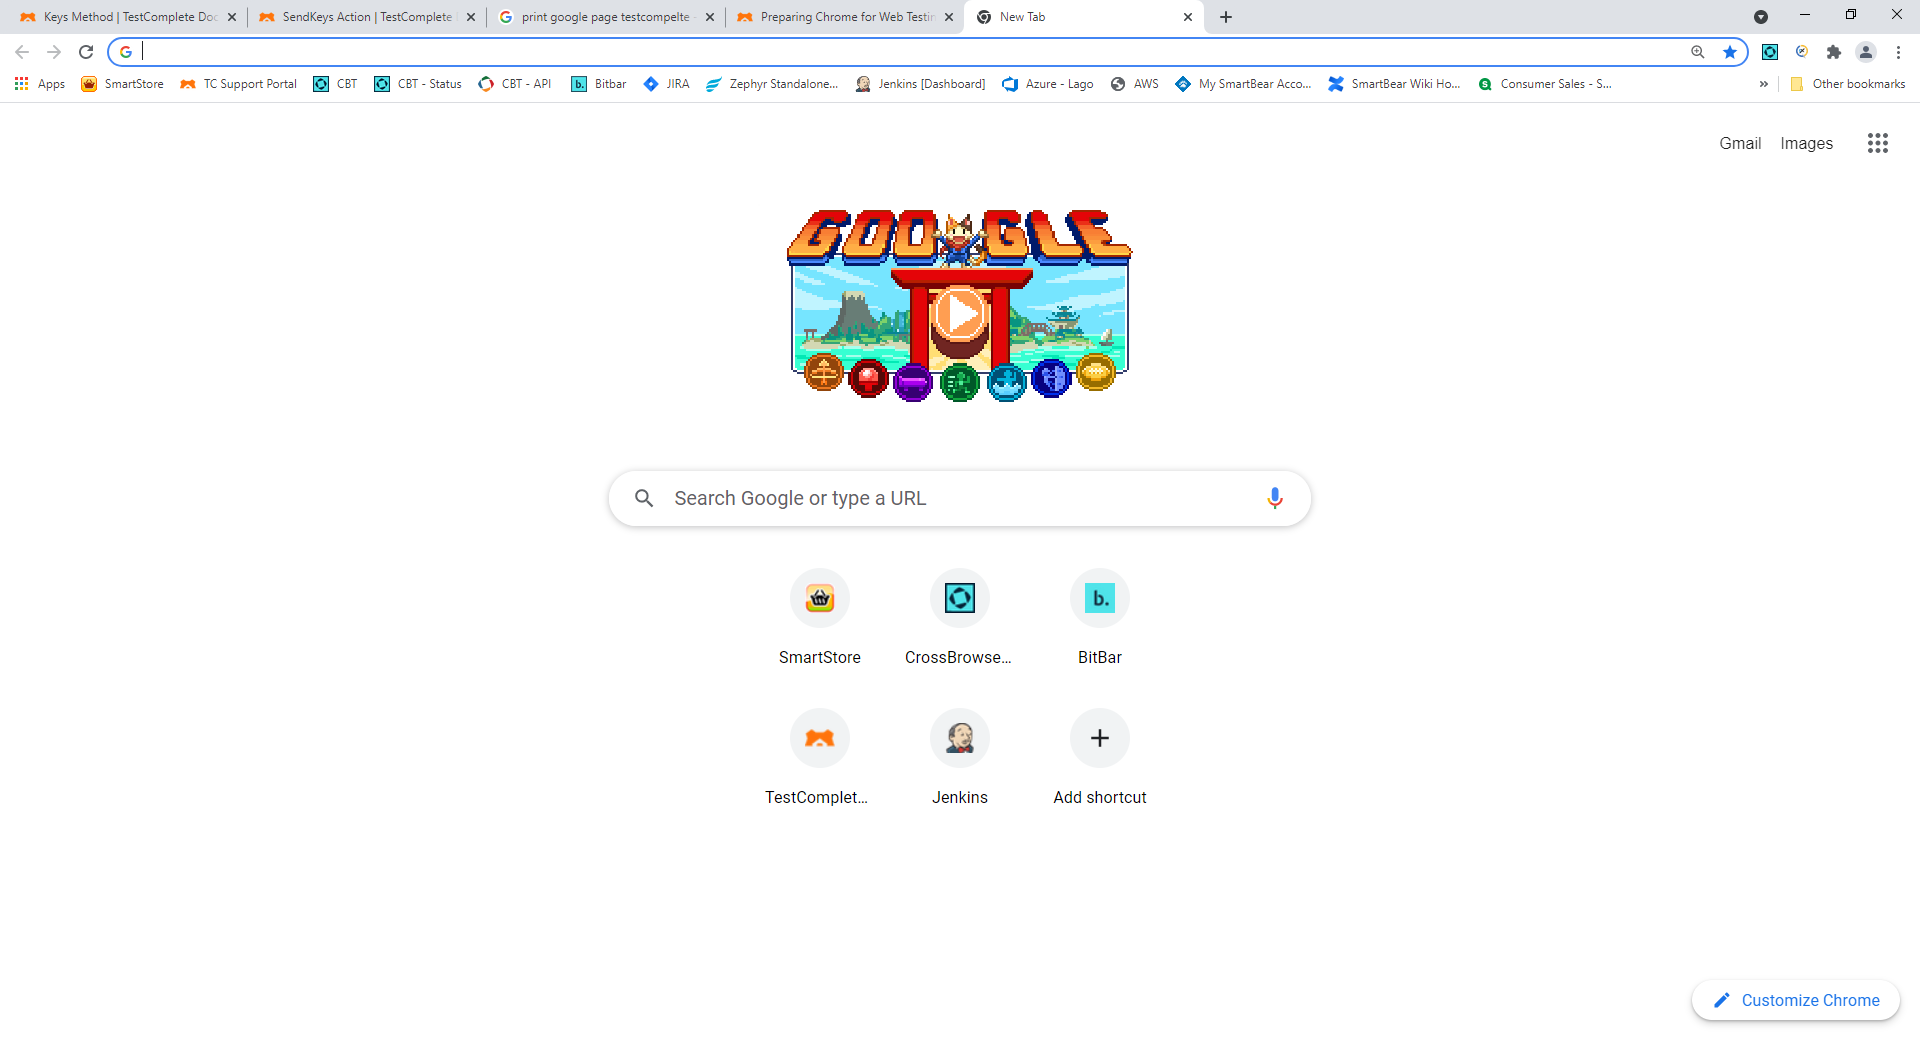 Keys Method | TestComplete Doc
SendKeys Action | TestComplete
print google page testcompelte -
Preparing Chrome for Web Testin
New Tab
Apps
SmartStore
TC Support Portal
CBT
CBT - Status
CBT - API
b. Bitbar
JIRA
Zephyr Standalone...
Jenkins [Dashboard]
Azure - Lago
AWS
My SmartBear Acco...
SmartBear Wiki Ho...
Consumer Sales - S...
»
Other bookmarks
Gmail
Images
GOOGLE
Search Google or type a URL
b.
SmartStore
CrossBrowse...
BitBar
TestComplet...
Jenkins
Add shortcut
Customize Chrome